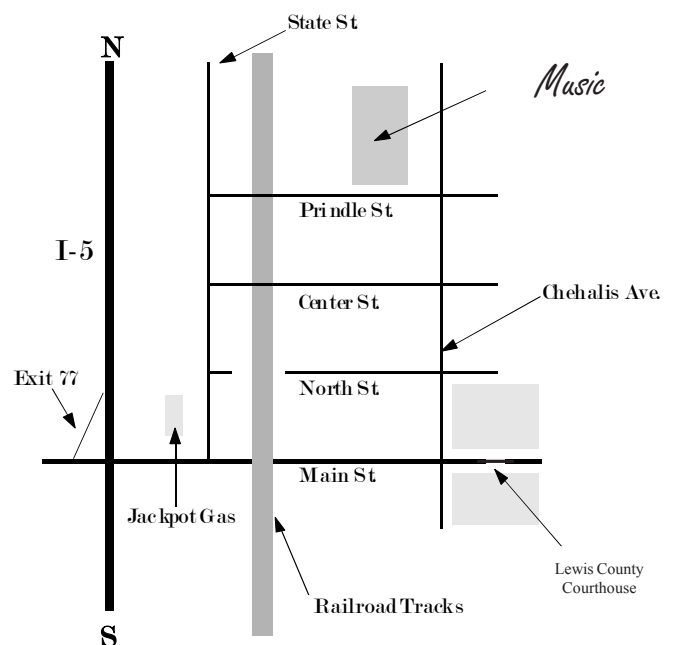 State St.
N
Music
Prindle St.
I-5
Center St.
Chehalis Ave.
Exit 77
North St.
Main St.
Jackpot Gas
Lewis County
Courthouse
Railroad Tracks
S